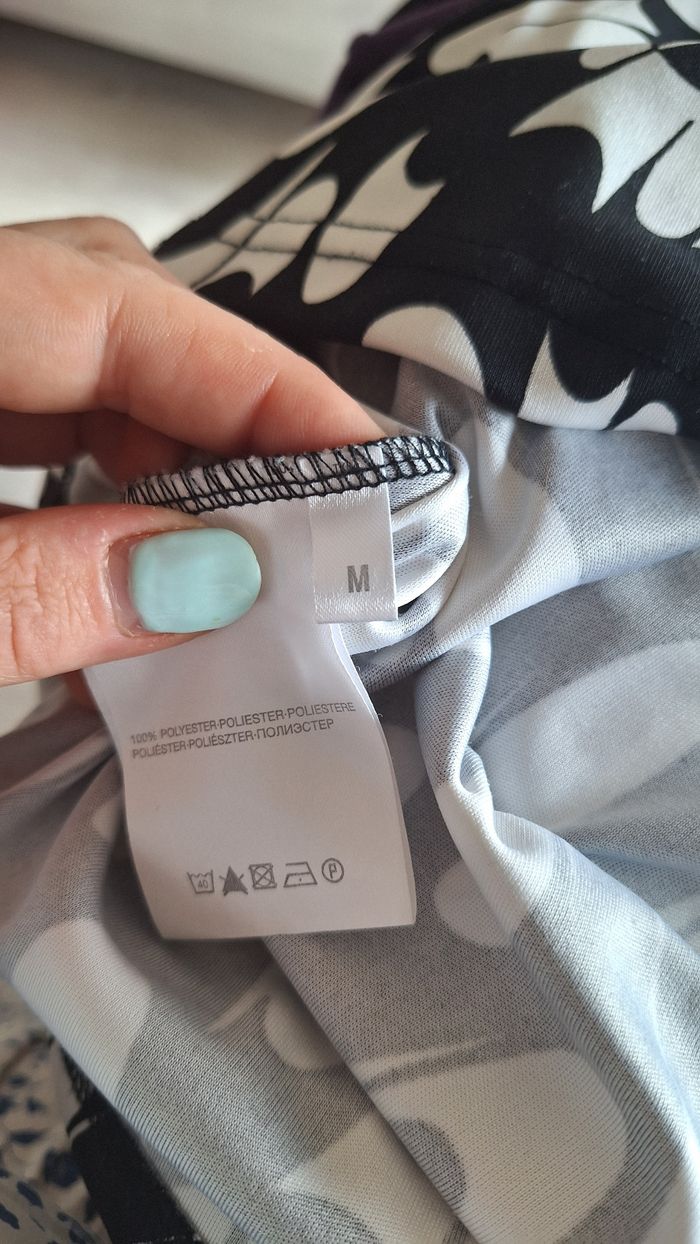 M
100% POLYESTER·POLIESTER·POLIESTERE
POLIÉSTER·POLIÉSZTER·ПОЛИЭСТЕР
40
P